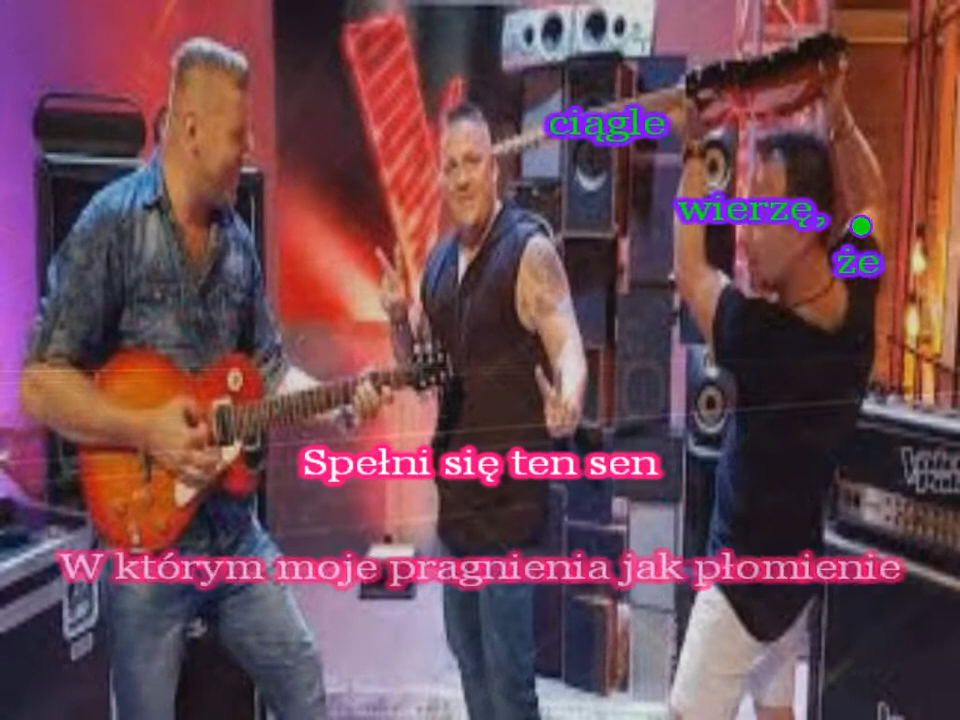 ciągle
wierzę,
że
Spełni się ten sen
W którym moje pragnienia jak płomienie